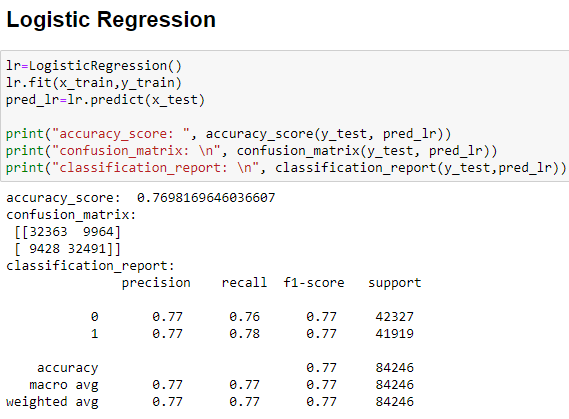 Logistic Regression
lr=LogisticRegression()
lr.fit(x_train,y_train)
pred_lr=lr.predict(x_test)
print("accuracy_score: ", accuracy_score(y_test, pred_lr))
print("confusion_matrix: \n", confusion_matrix(y_test, pred_lr))
print("classification_report: \n", classification_report(y_test,pred_lr))
accuracy_score:  0.7698169646036607
confusion_matrix:
 [[32363  9964]
 [ 9428 32491]]
classification_report:
               precision    recall  f1-score   support
           0       0.77      0.76      0.77     42327
           1       0.77      0.78      0.77     41919
    accuracy                           0.77     84246
   macro avg       0.77      0.77      0.77     84246
weighted avg       0.77      0.77      0.77     84246